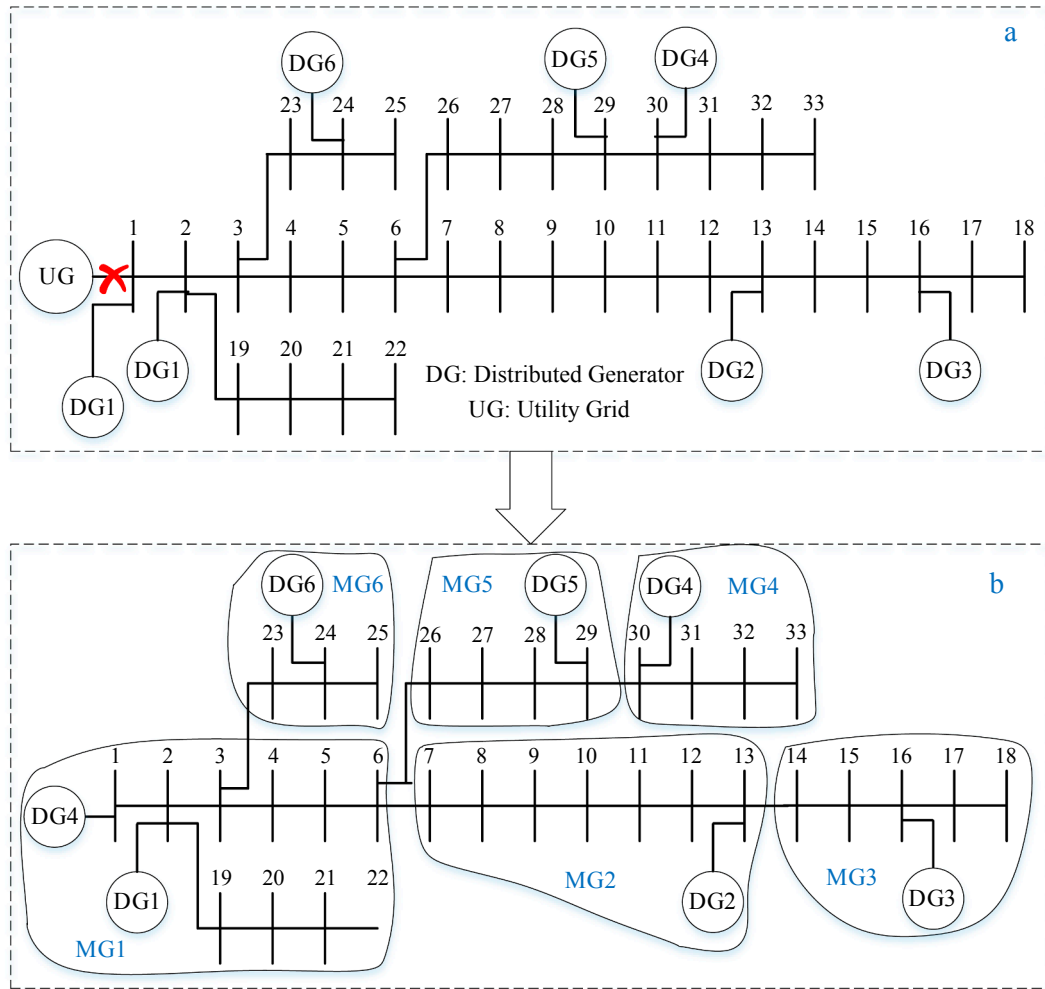 a
DG6 DG5 DG4
23 24 25 26 27 28 29 30 31 32 33
1 2 3 4 5 6 7 8 9 10 11 12 13 14 15 16 17 18
UG
DG1 DG1 DG2 DG3
19 20 21 22
DG: Distributed Generator
UG: Utility Grid
b
DG6 MG6 MG5 DG5 DG4 MG4
23 24 25 26 27 28 29 30 31 32 33
1 2 3 4 5 6 7 8 9 10 11 12 13 14 15 16 17 18
DG4
DG1 19 20 21 22 MG2 DG2 MG3 DG3
MG1